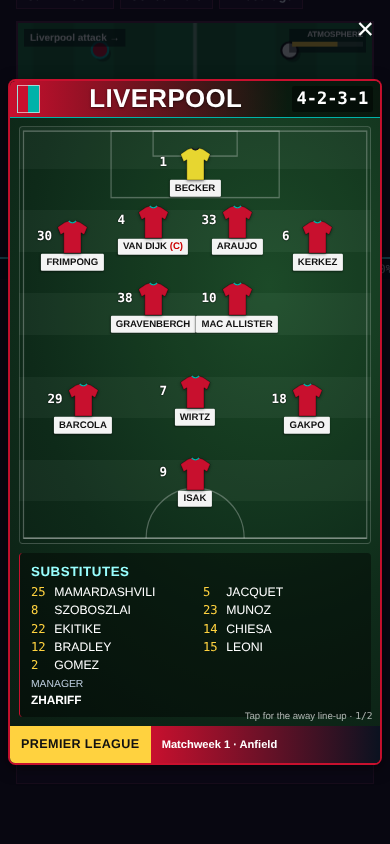 Liverpool attack →
ATMOSPHERE
×
LIVERPOOL
4-2-3-1
1
BECKER
4
VAN DIJK (C)
33
ARAUJO
30
FRIMPONG
6
KERKEZ
38
GRAVENBERCH
10
MAC ALLISTER
29
BARCOLA
7
WIRTZ
18
GAKPO
9
ISAK
SUBSTITUTES
25 MAMARDASHVILI
8 SZOBOSZLAI
22 EKITIKE
12 BRADLEY
2 GOMEZ
5 JACQUET
23 MUNOZ
14 CHIESA
15 LEONI
MANAGER
ZHARIFF
Tap for the away line-up · 1/2
PREMIER LEAGUE
Matchweek 1 · Anfield